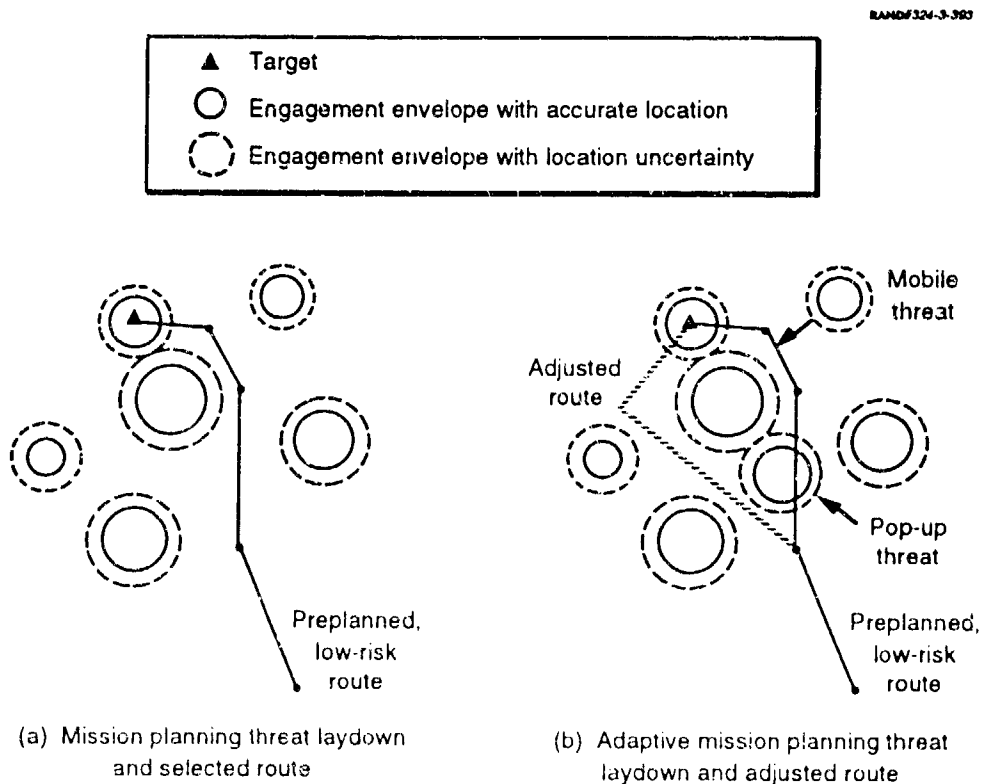 RAND#324-3-393
Target
Engagement envelope with accurate location
Engagement envelope with location uncertainty
Preplanned,
low-risk
route
(a) Mission planning threat laydown
and selected route
Mobile
threat
Adjusted
route
Pop-up
threat
Preplanned,
low-risk
route
(b) Adaptive mission planning threat
laydown and adjusted route